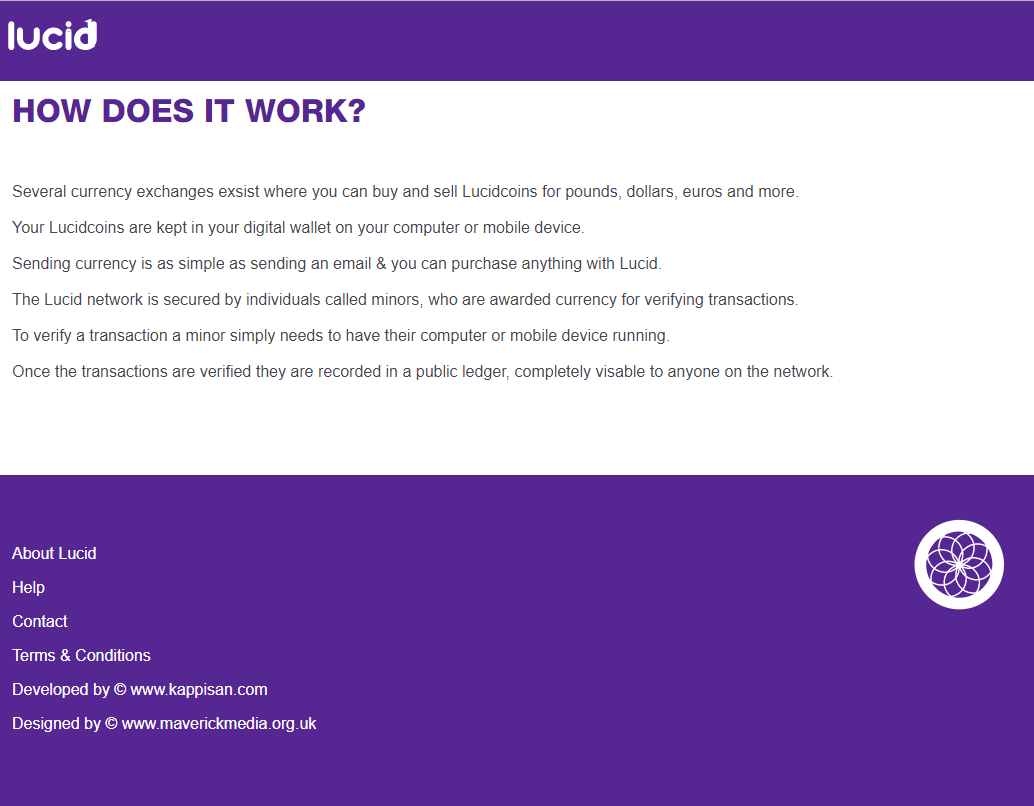 lucid
HOW DOES IT WORK?
Several currency exchanges exsist where you can buy and sell Lucidcoins for pounds, dollars, euros and more.
Your Lucidcoins are kept in your digital wallet on your computer or mobile device.
Sending currency is as simple as sending an email & you can purchase anything with Lucid.
The Lucid network is secured by individuals called minors, who are awarded currency for verifying transactions.
To verify a transaction a minor simply needs to have their computer or mobile device running.
Once the transactions are verified they are recorded in a public ledger, completely visable to anyone on the network.
About Lucid
Help
Contact
Terms & Conditions
Developed by © www.kappisan.com
Designed by © www.maverickmedia.org.uk